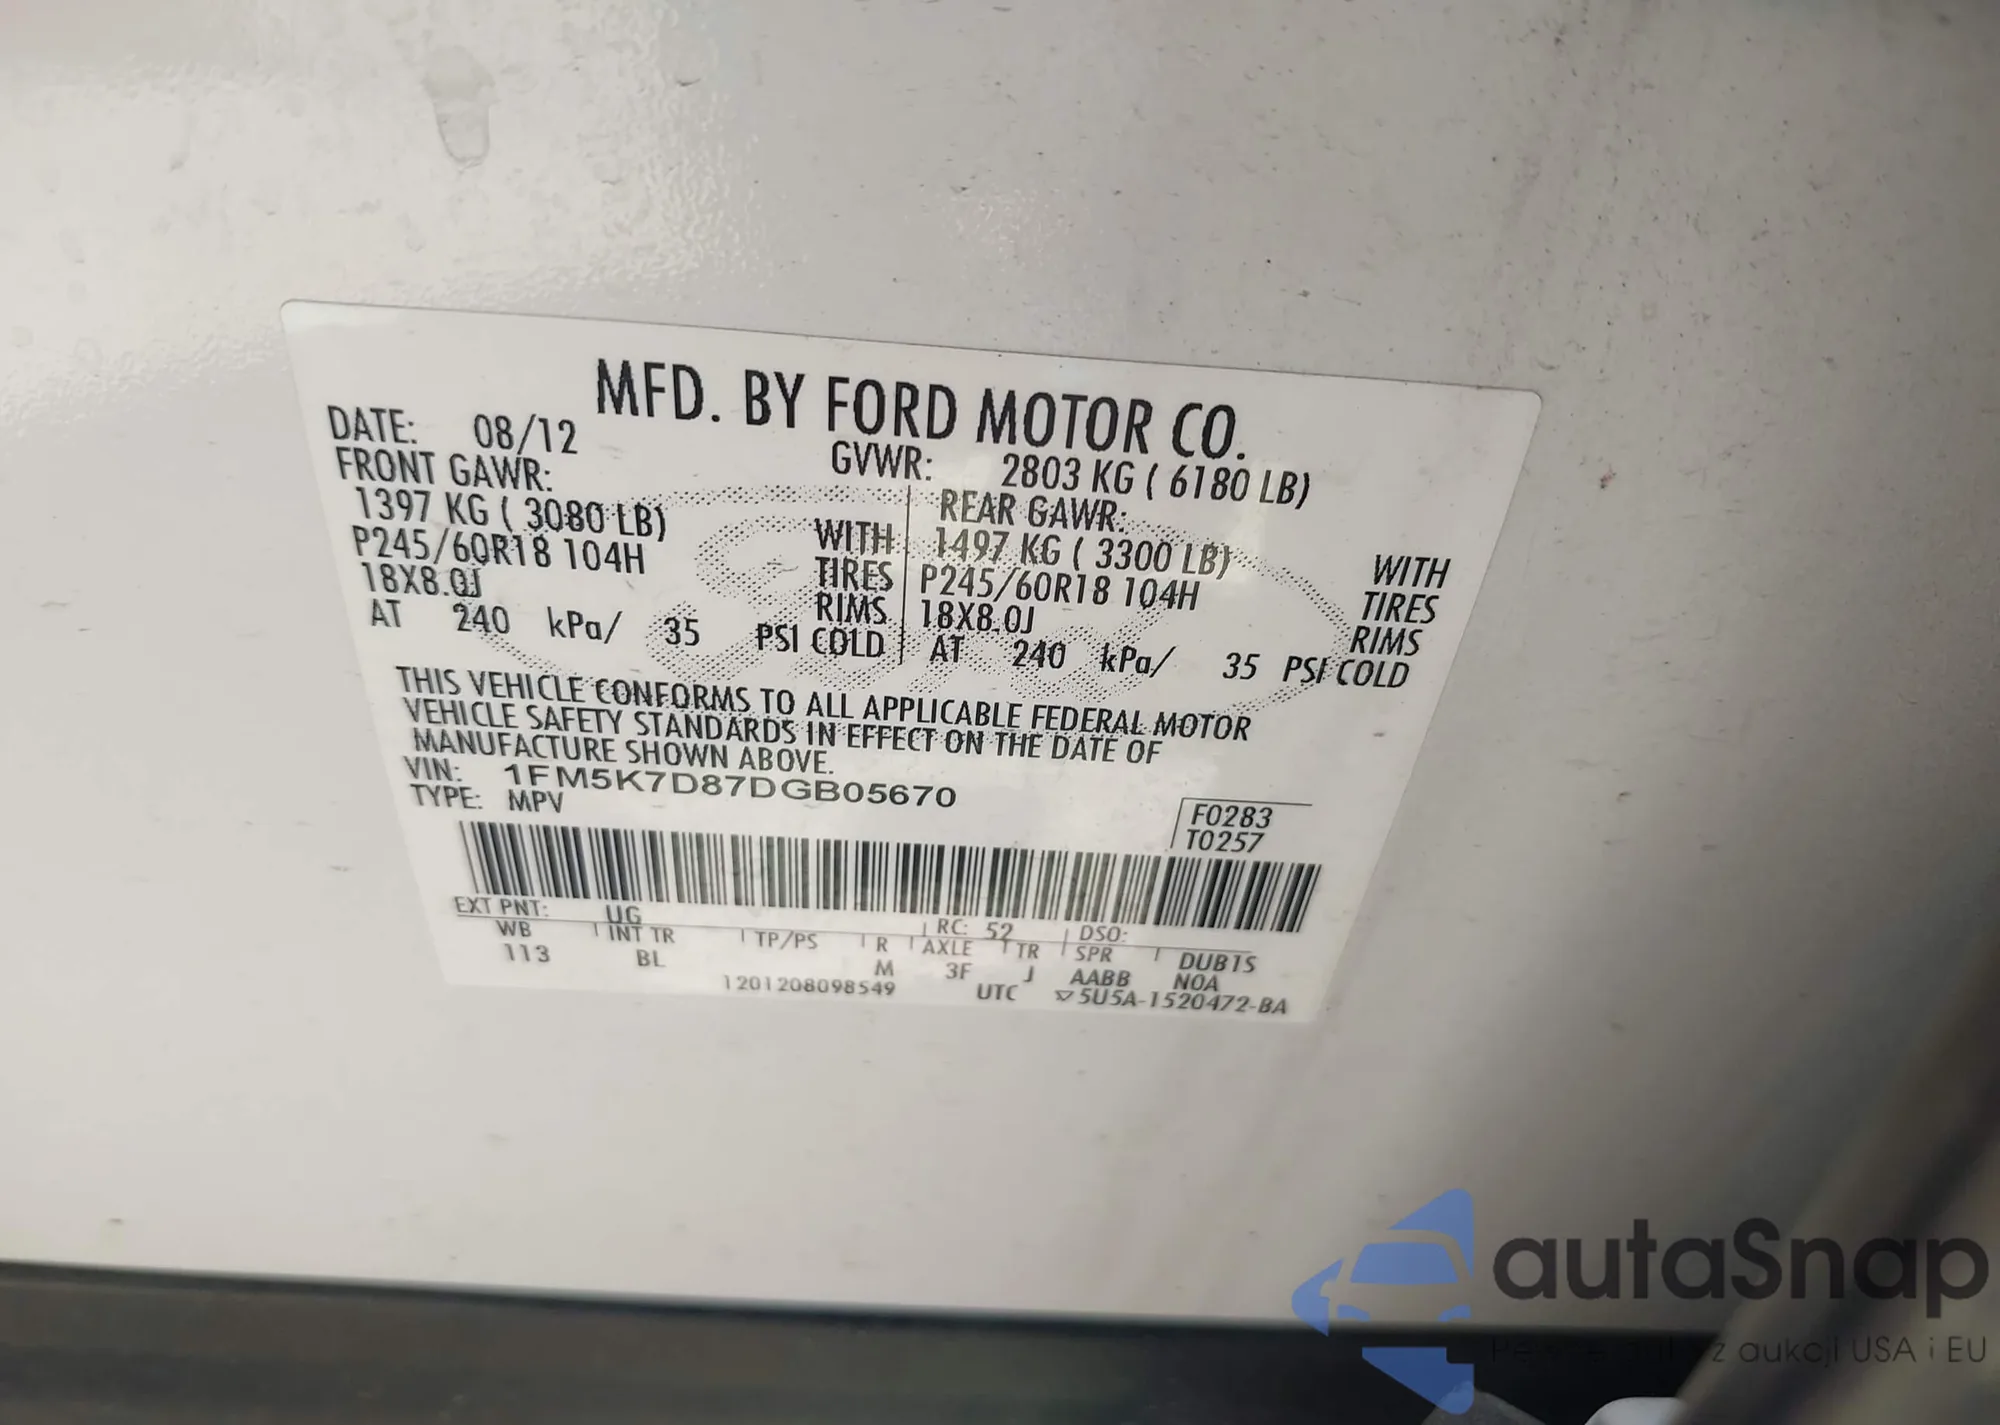 MFD. BY FORD MOTOR CO.
DATE: 08/12 GVWR: 2803 KG ( 6180 LB)
FRONT GAWR: REAR GAWR:
1397 KG ( 3080 LB) WITH 1497 KG ( 3300 LB) WITH
P245/60R18 104H TIRES P245/60R18 104H TIRES
18X8.0J RIMS 18X8.0J RIMS
AT 240 kPa/ 35 PSI COLD AT 240 kPa/ 35 PSI COLD
THIS VEHICLE CONFORMS TO ALL APPLICABLE FEDERAL MOTOR
VEHICLE SAFETY STANDARDS IN EFFECT ON THE DATE OF
MANUFACTURE SHOWN ABOVE.
VIN: 1FM5K7D87DGB05670
TYPE: MPV
F0283
T0257
EXT PNT: UG RC: 52 DSO:
WB INT TR TP/PS R AXLE TR SPR DUB1S
113 BL M 3F J AABB N0A
1201208098549 UTC ▽5U5A-1520472-BA
autaSnap
z aukcji USA i EU